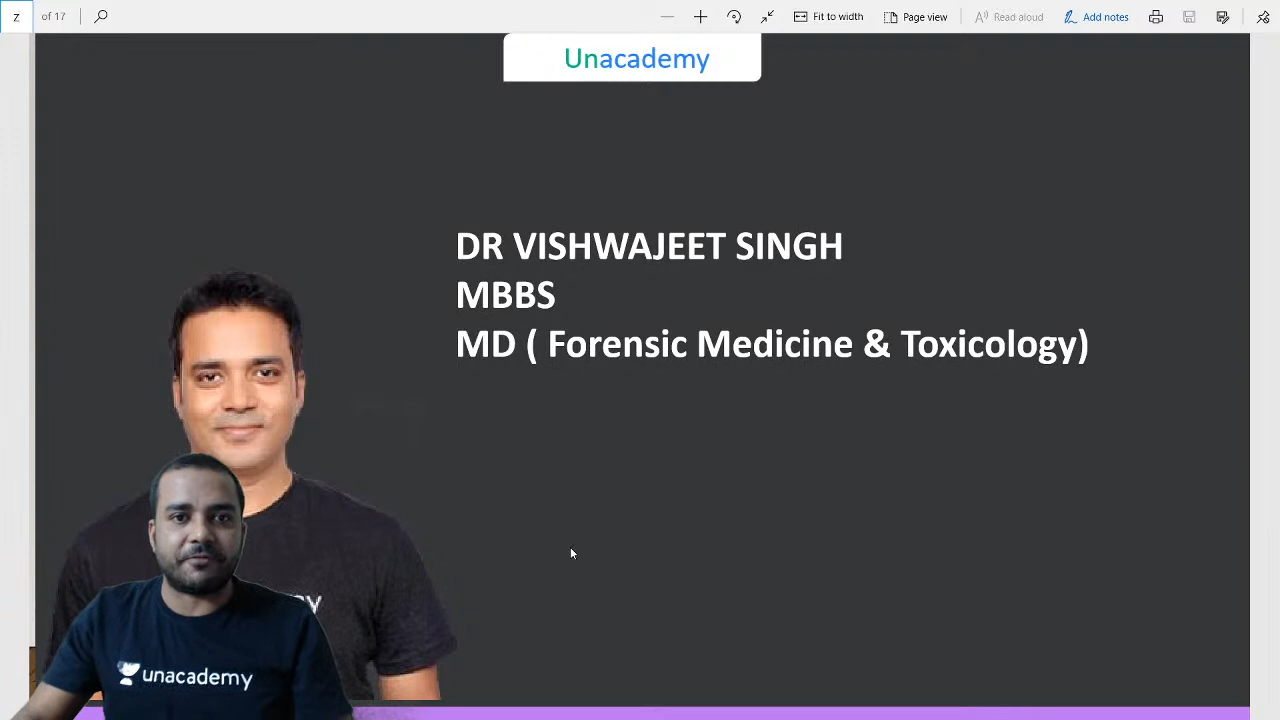 z of 17 Fit to width Page view Read aloud Add notes
Unacademy
DR VISHWAJEET SINGH
MBBS
MD ( Forensic Medicine & Toxicology)
unacademy